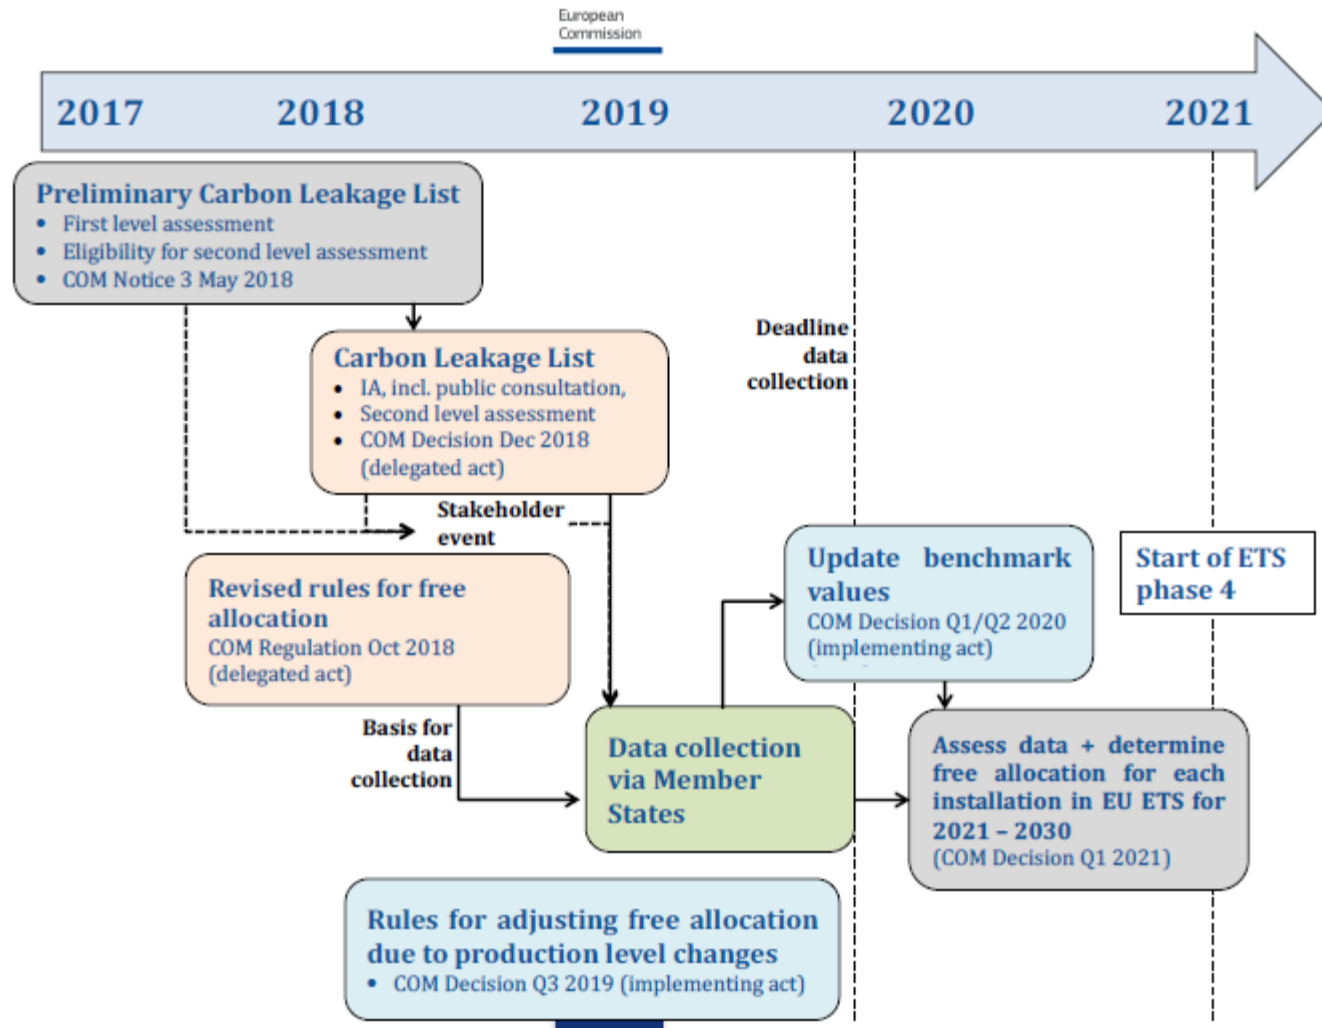 European
Commission
2017 2018 2019 2020 2021
Preliminary Carbon Leakage List
• First level assessment
• Eligibility for second level assessment
• COM Notice 3 May 2018
Deadline
data
collection
Carbon Leakage List
• IA, incl. public consultation,
• Second level assessment
• COM Decision Dec 2018
(delegated act)
Stakeholder
event
Revised rules for free
allocation
COM Regulation Oct 2018
(delegated act)
Update benchmark
values
COM Decision Q1/Q2 2020
(implementing act)
Start of ETS
phase 4
Basis for
data
collection
Data collection
via Member
States
Assess data + determine
free allocation for each
installation in EU ETS for
2021 – 2030
(COM Decision Q1 2021)
Rules for adjusting free allocation
due to production level changes
• COM Decision Q3 2019 (implementing act)